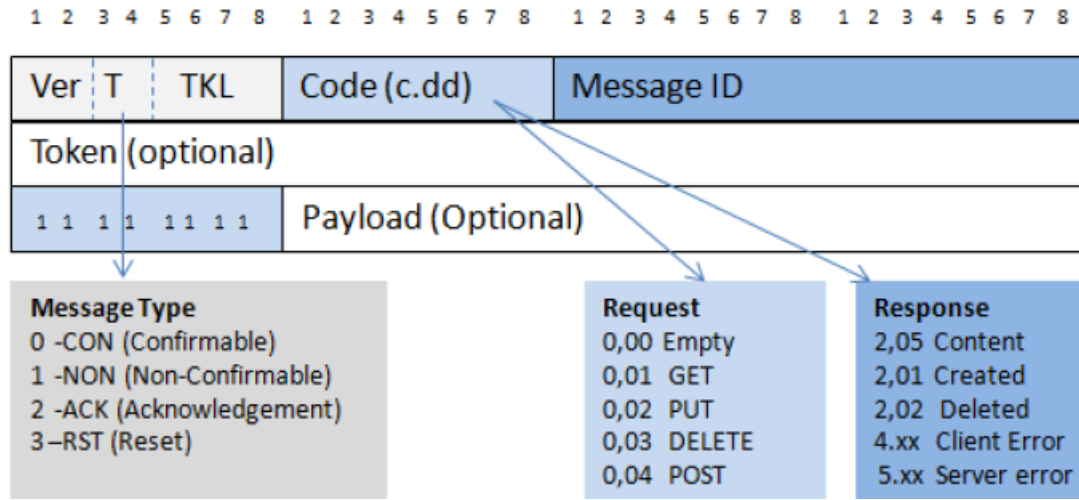 1 2 3 4 5 6 7 8 1 2 3 4 5 6 7 8 1 2 3 4 5 6 7 8 1 2 3 4 5 6 7 8
Ver T TKL Code (c.dd) Message ID
Token (optional)
1 1 1 1 1 1 1 1 Payload (Optional)
Message Type
0 -CON (Confirmable)
1 -NON (Non-Confirmable)
2 -ACK (Acknowledgement)
3 –RST (Reset)
Request
0,00 Empty
0,01 GET
0,02 PUT
0,03 DELETE
0,04 POST
Response
2,05 Content
2,01 Created
2,02 Deleted
4.xx Client Error
5.xx Server error